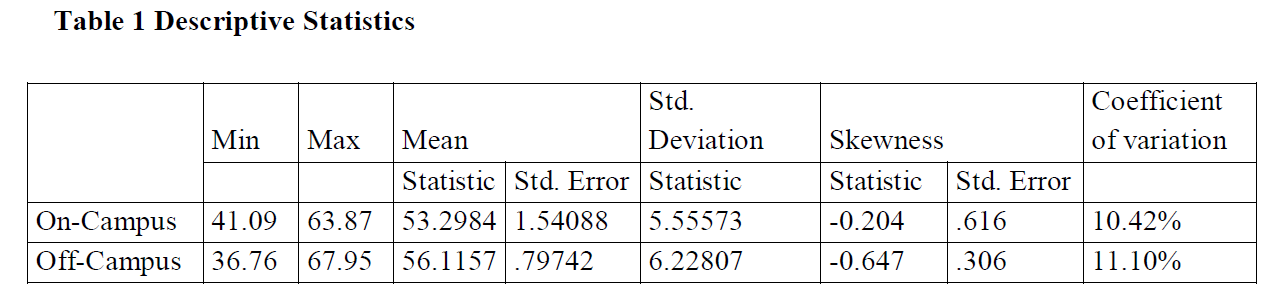 Table 1 Descriptive Statistics
Min Max Mean Std. Deviation Skewness Coefficient of variation
Statistic Std. Error Statistic Statistic Std. Error
On-Campus 41.09 63.87 53.2984 1.54088 5.55573 -0.204 .616 10.42%
Off-Campus 36.76 67.95 56.1157 .79742 6.22807 -0.647 .306 11.10%